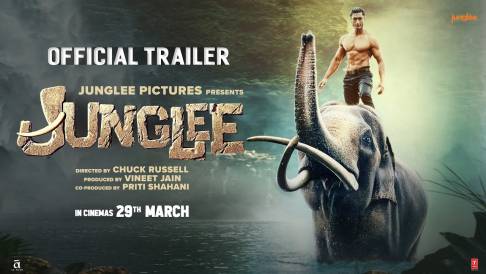 junglee
OFFICIAL TRAILER
JUNGLEE PICTURES PRESENTS
JUNGLEE
DIRECTED BY CHUCK RUSSELL
PRODUCED BY VINEET JAIN
CO-PRODUCED BY PRITI SHAHANI
IN CINEMAS 29TH MARCH